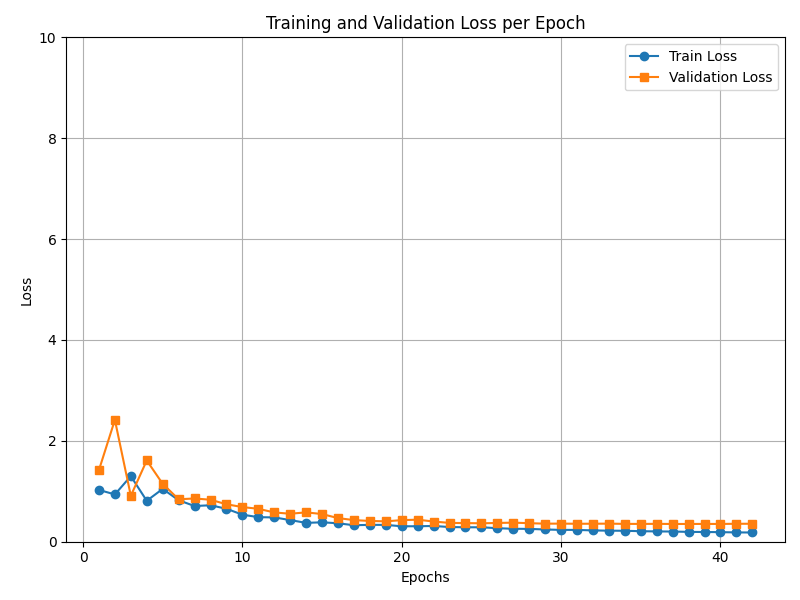 Training and Validation Loss per Epoch
Train Loss
Validation Loss
10
8
6
4
2
0
Loss
0 10 20 30 40
Epochs